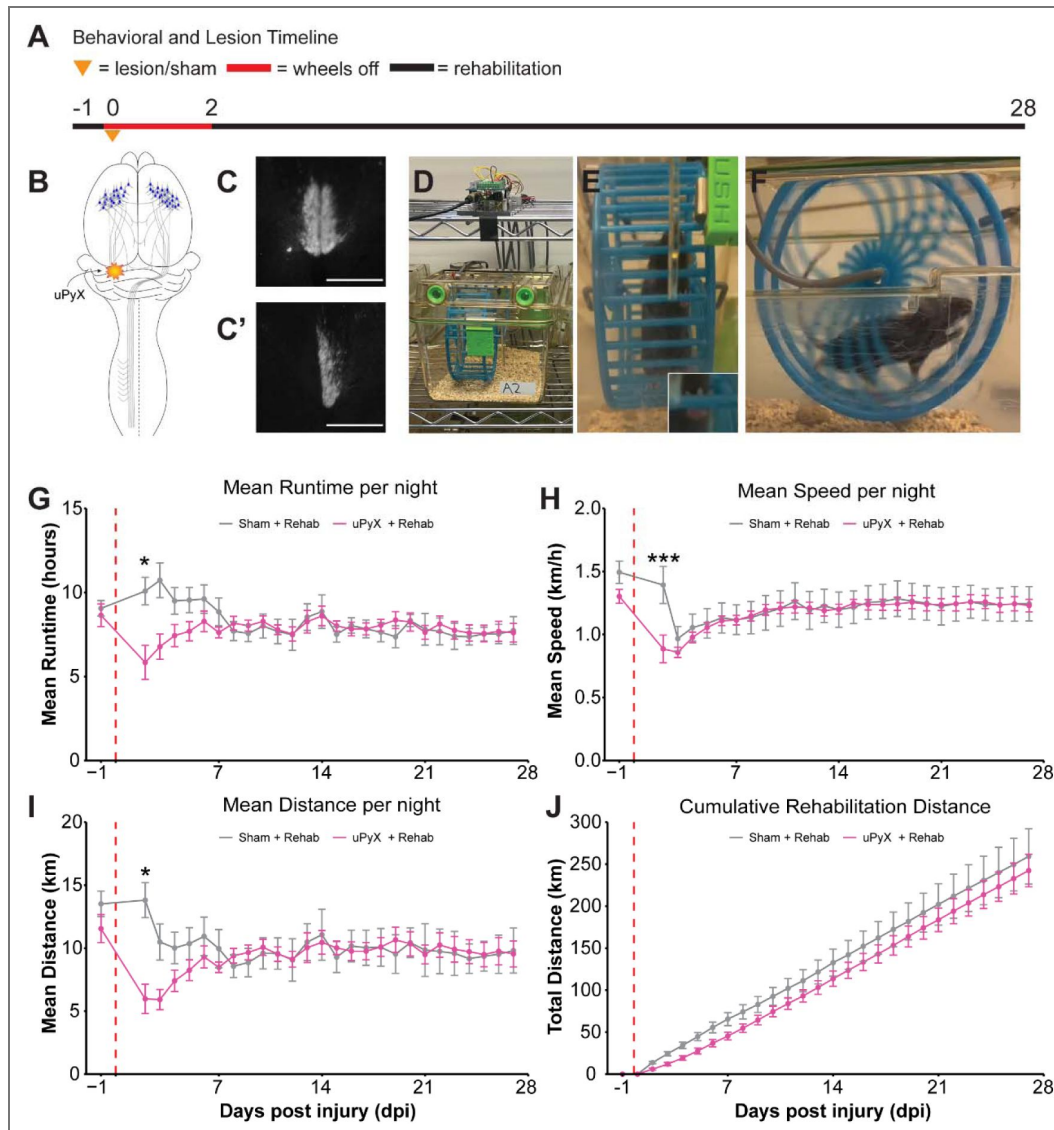 A Behavioral and Lesion Timeline
= lesion/sham = wheels off = rehabilitation
-1 0 2 28
B C D E F
USH
uPyX
C'
A2
G Mean Runtime per night
Sham + Rehab uPyX + Rehab
Mean Runtime (hours)
15
10
5
0
*
−1 7 14 21 28
H Mean Speed per night
Sham + Rehab uPyX + Rehab
Mean Speed (km/h)
2.0
1.5
1.0
0.5
0.0
***
−1 7 14 21 28
I Mean Distance per night
Sham + Rehab uPyX + Rehab
Mean Distance (km)
20
15
10
5
0
*
−1 7 14 21 28
Days post injury (dpi)
J Cumulative Rehabilitation Distance
Sham + Rehab uPyX + Rehab
Total Distance (km)
300
250
200
150
100
50
0
-1 7 14 21 28
Days post injury (dpi)